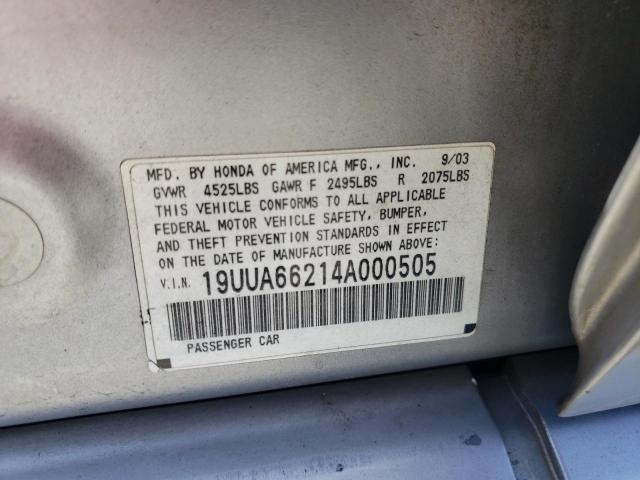 MFD. BY HONDA OF AMERICA MFG., INC. 9/03
GVWR 4525LBS GAWR F 2495LBS R 2075LBS
THIS VEHICLE CONFORMS TO ALL APPLICABLE
FEDERAL MOTOR VEHICLE SAFETY, BUMPER,
AND THEFT PREVENTION STANDARDS IN EFFECT
ON THE DATE OF MANUFACTURE SHOWN ABOVE:
V.I.N. 19UUA66214A000505
PASSENGER CAR